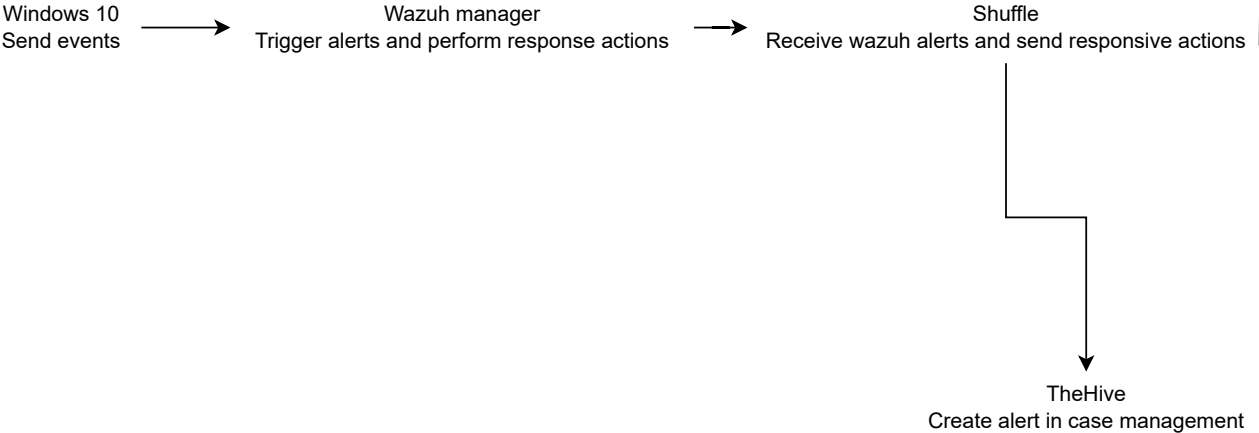 Windows 10
Send events
Wazuh manager
Trigger alerts and perform response actions
Shuffle
Receive wazuh alerts and send responsive actions
TheHive
Create alert in case management